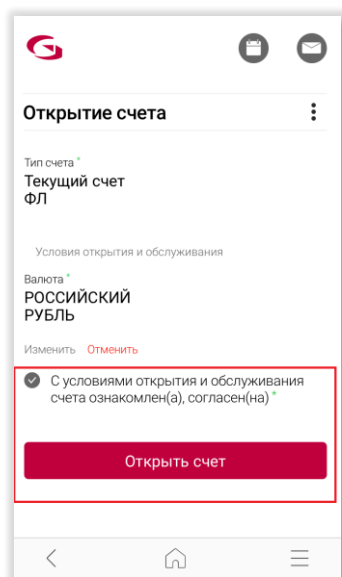 G
Открытие счета
Тип счета *
Текущий счет
ФЛ
Условия открытия и обслуживания
Валюта *
РОССИЙСКИЙ
РУБЛЬ
Изменить Отменить
С условиями открытия и обслуживания
счета ознакомлен(а), согласен(на) *
Открыть счет